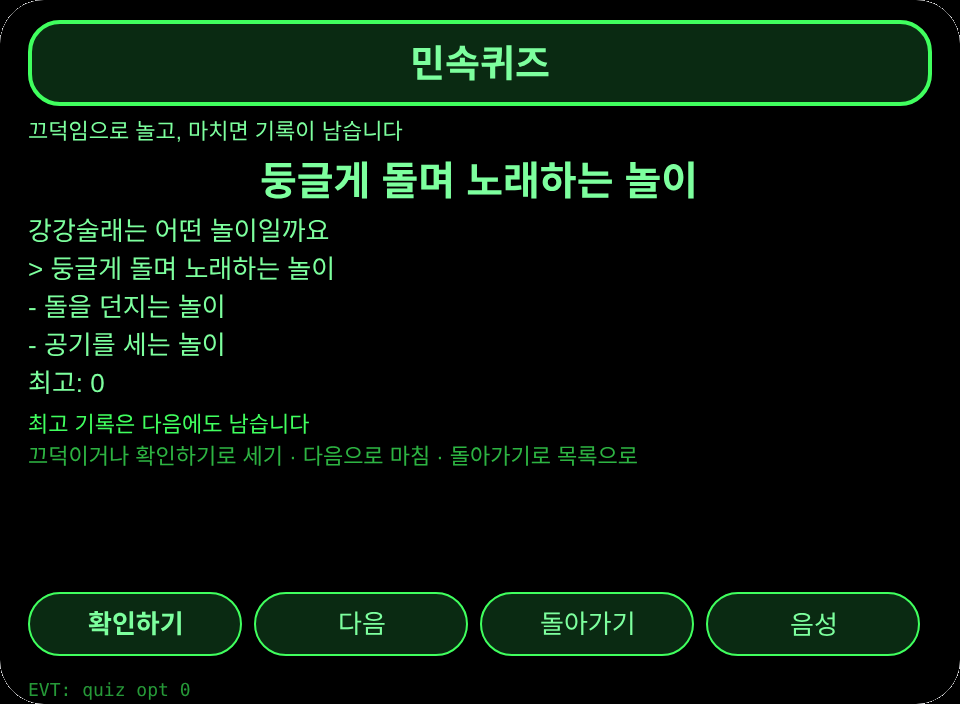 민속퀴즈
끄덕임으로 놀고, 마치면 기록이 남습니다
둥글게 돌며 노래하는 놀이
강강술래는 어떤 놀이일까요
> 둥글게 돌며 노래하는 놀이
- 돌을 던지는 놀이
- 공기를 세는 놀이
최고: 0
최고 기록은 다음에도 남습니다
끄덕이거나 확인하기로 세기 · 다음으로 마침 · 돌아가기로 목록으로
확인하기 다음 돌아가기 음성
EVT: quiz opt 0